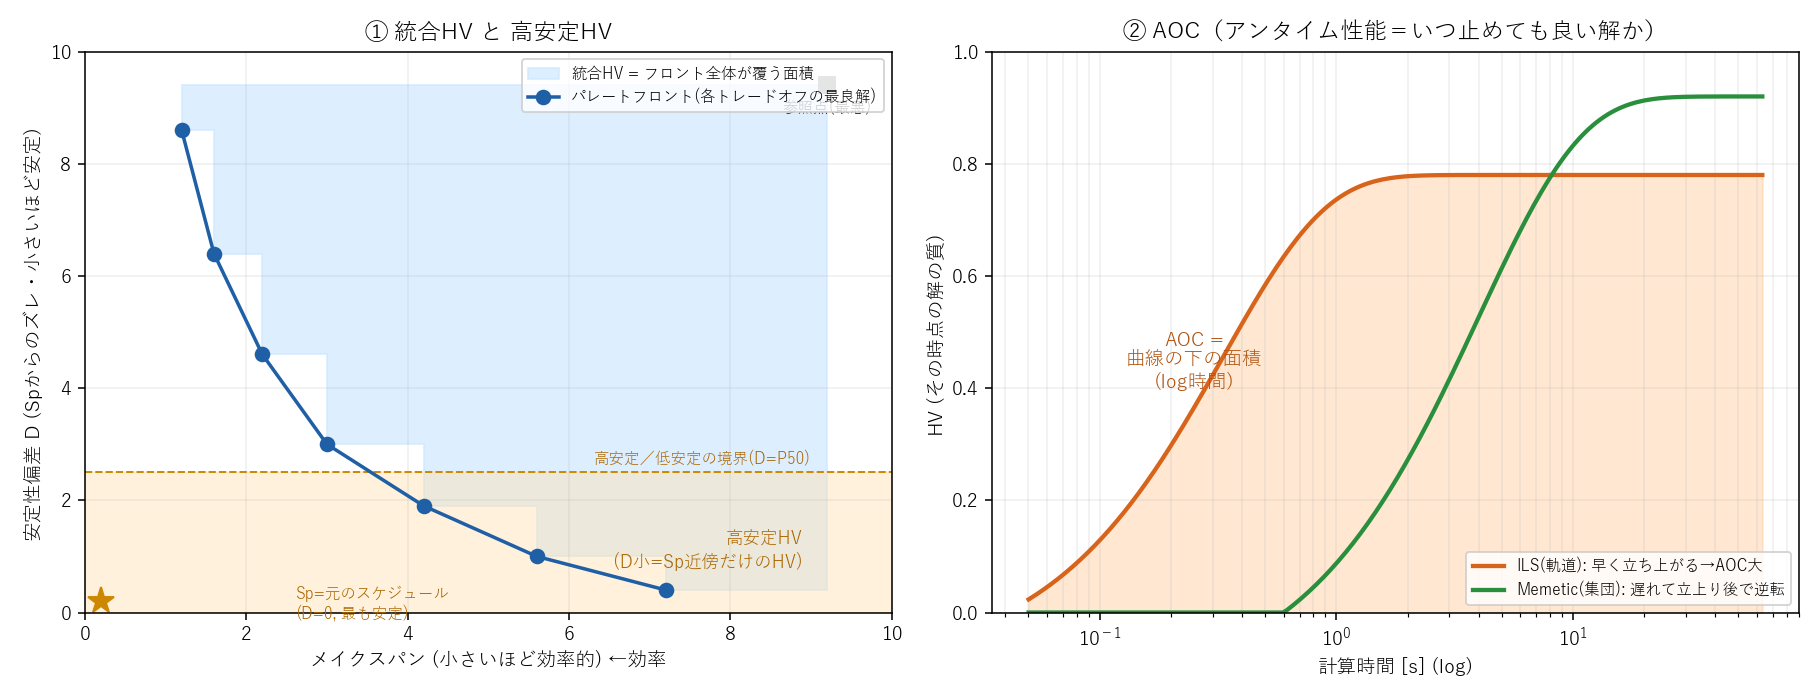 ① 統合HV と 高安定HV
統合HV = フロント全体が覆う面積
パレートフロント(各トレードオフの最良解)
参照点(最悪)
高安定/低安定の境界(D=P50)
高安定HV
(D小=Sp近傍だけのHV)
Sp=元のスケジュール
(D=0, 最も安定)
安定性偏差 D (Spからのズレ・小さいほど安定)
10
8
6
4
2
0
0 2 4 6 8 10
メイクスパン (小さいほど効率的) ←効率
② AOC (アンタイム性能=いつ止めても良い解か)
HV (その時点の解の質)
1.0
0.8
0.6
0.4
0.2
0.0
AOC =
曲線の下の面積
(log時間)
ILS(軌道): 早く立ち上がる→AOC大
Memetic(集団): 遅れて立上り後で逆転
10⁻¹ 10⁰ 10¹
計算時間 [s] (log)